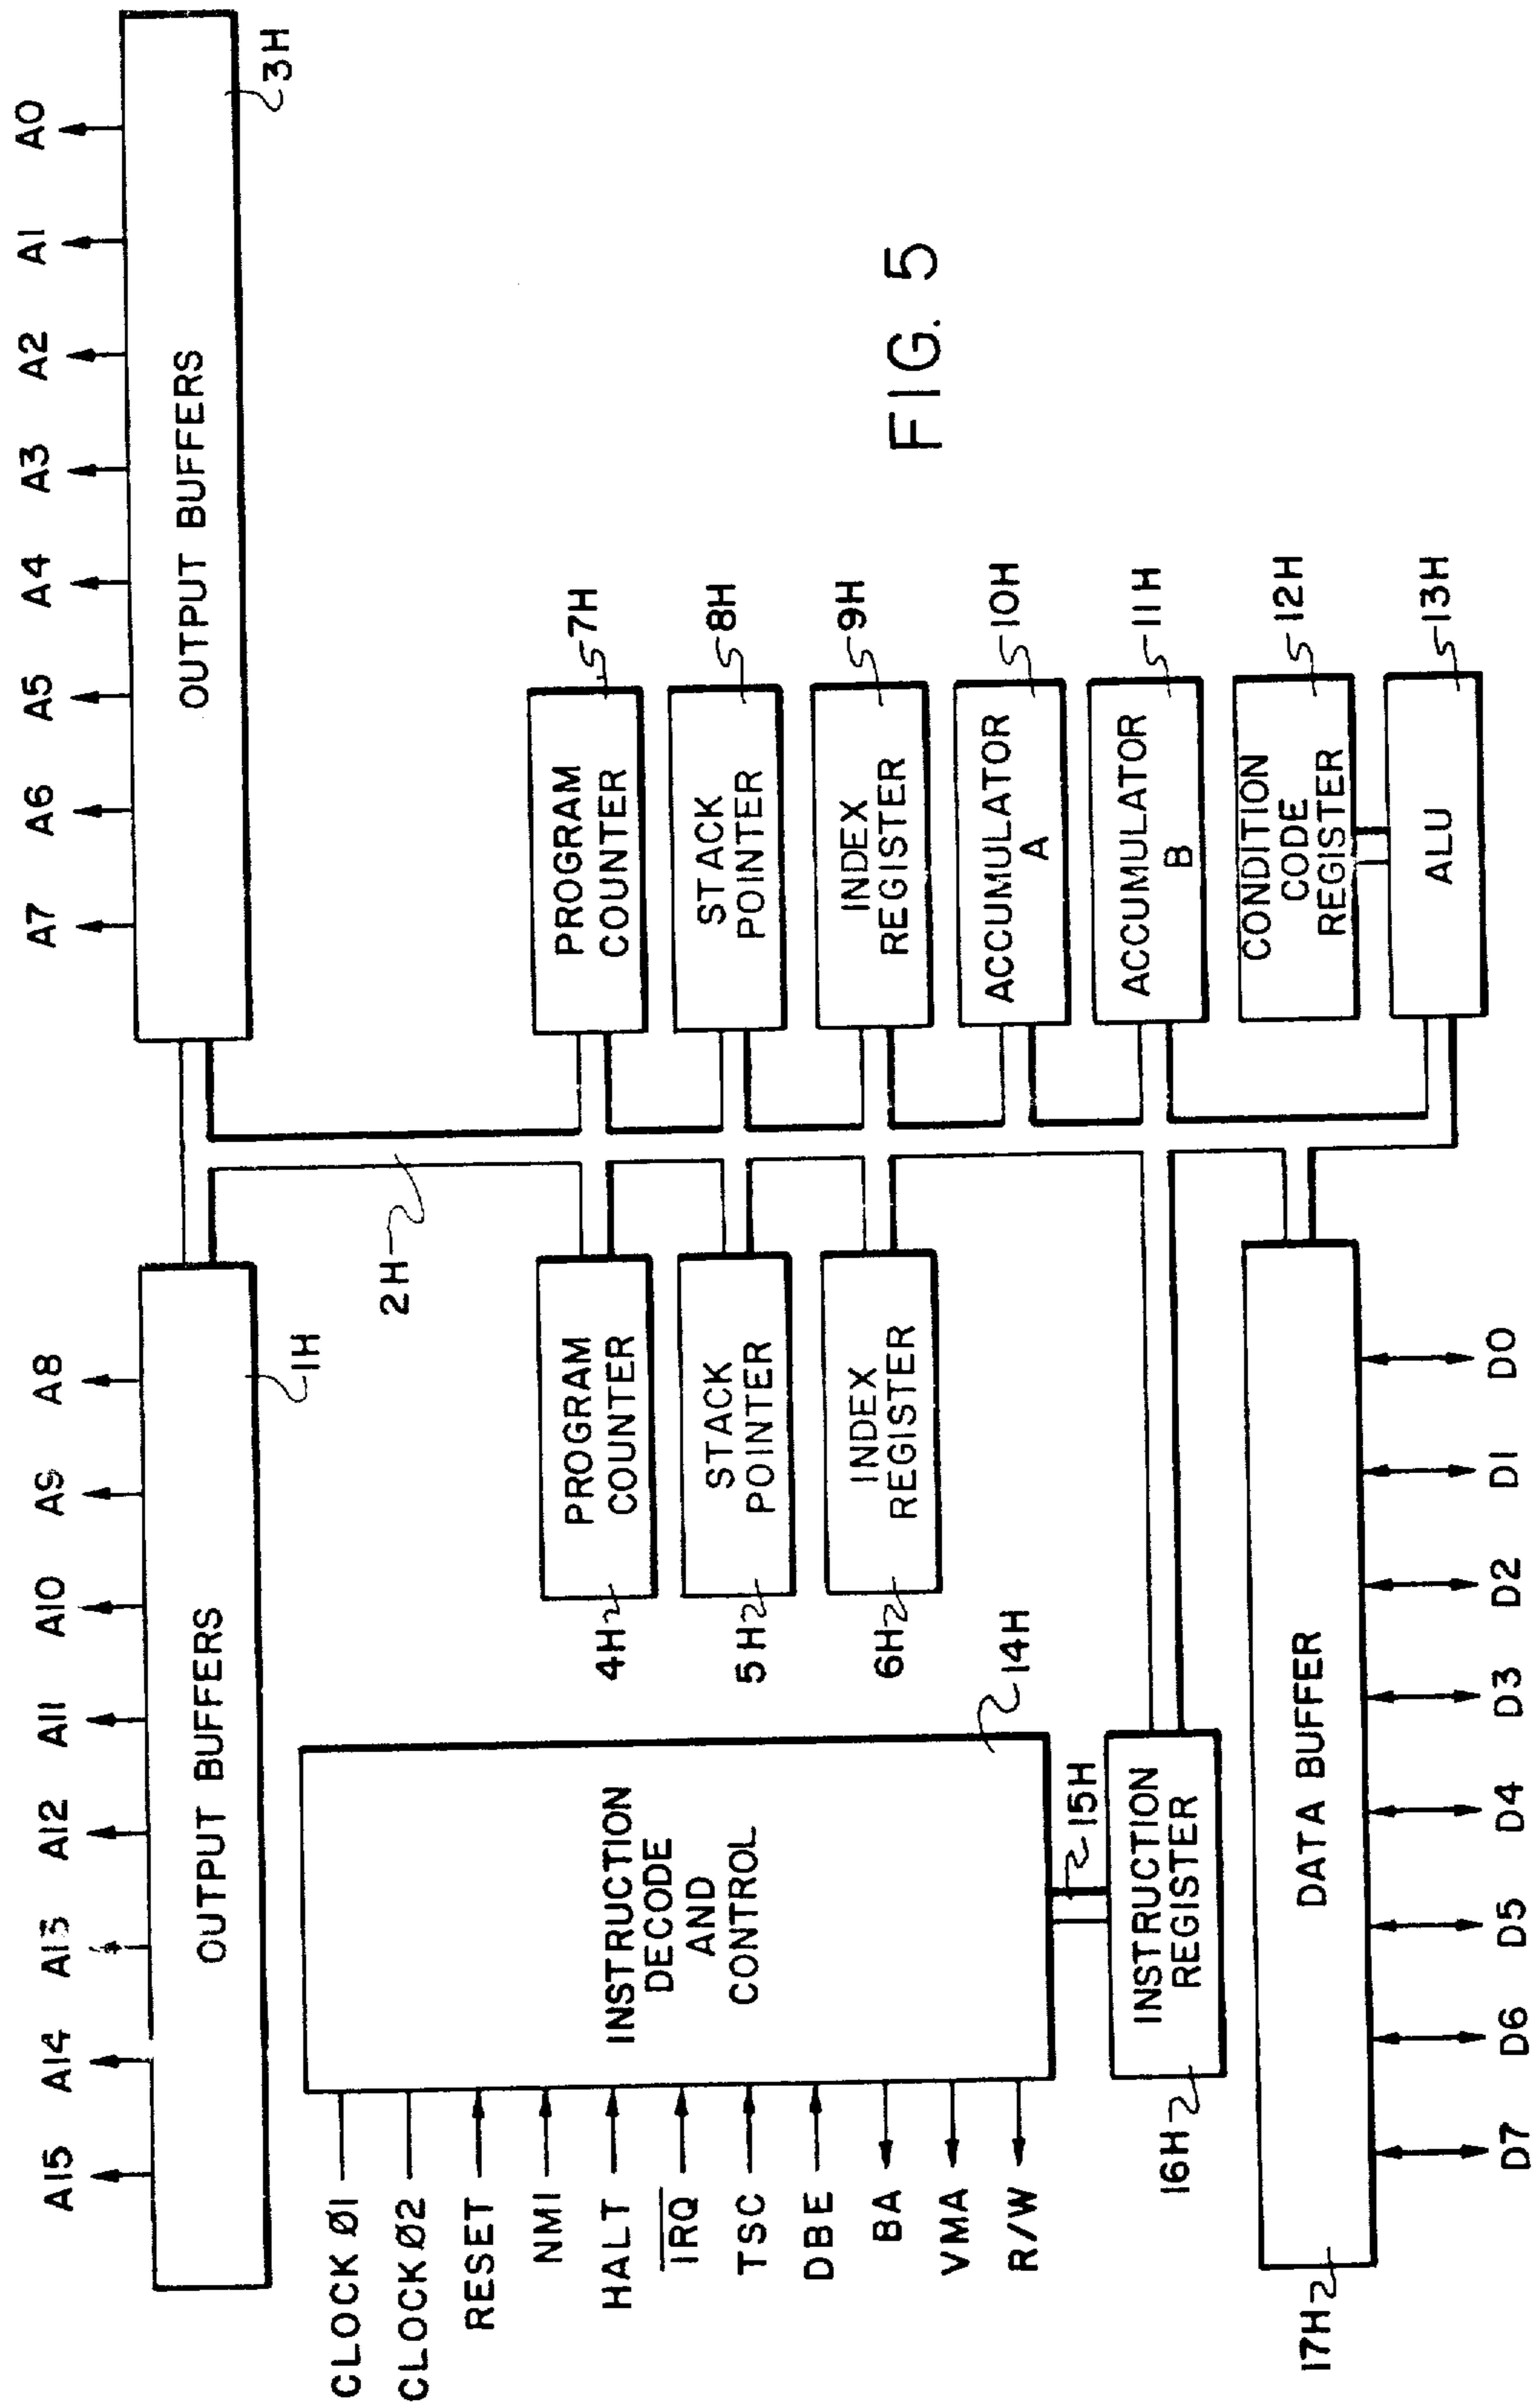 A15 A14 A13 A12 A11 A10 A9 A8 A7 A6 A5 A4 A3 A2 A1 A0
OUTPUT BUFFERS
1H
OUTPUT BUFFERS
3H
2H
CLOCK Ø1
CLOCK Ø2
RESET
NMI
HALT
IRQ
TSC
DBE
BA
VMA
R/W
INSTRUCTION
DECODE
AND
CONTROL
14H
15H
16H
INSTRUCTION
REGISTER
4H
PROGRAM
COUNTER
5H
STACK
POINTER
6H
INDEX
REGISTER
PROGRAM
COUNTER
7H
STACK
POINTER
8H
INDEX
REGISTER
9H
ACCUMULATOR
A
10H
ACCUMULATOR
B
11H
CONDITION
CODE
REGISTER
12H
ALU
13H
17H
DATA BUFFER
D7 D6 D5 D4 D3 D2 D1 D0
FIG. 5